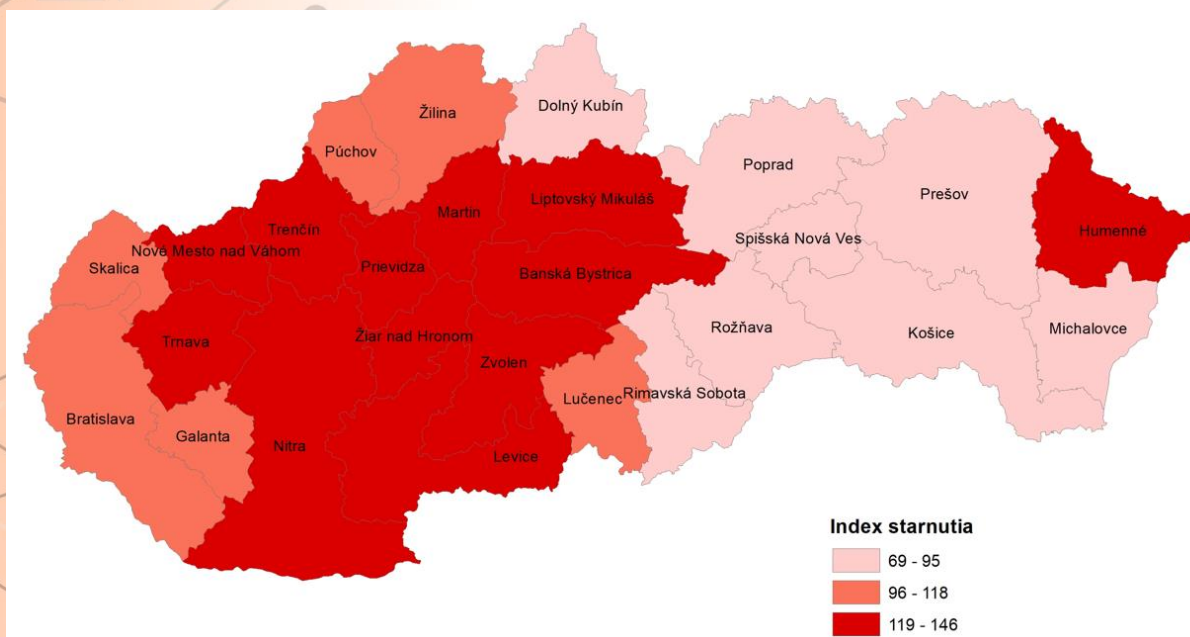 Dolný Kubín
Žilina
Púchov
Poprad
Prešov
Liptovský Mikuláš
Martin
Trenčín
Humenné
Spišská Nová Ves
Nové Mesto nad Váhom
Skalica
Prievidza
Banská Bystrica
Rožňava
Košice
Michalovce
Trnava
Žiar nad Hronom
Zvolen
Rimavská Sobota
Lučenec
Bratislava
Galanta
Nitra
Levice
Index starnutia
69 - 95
96 - 118
119 - 146